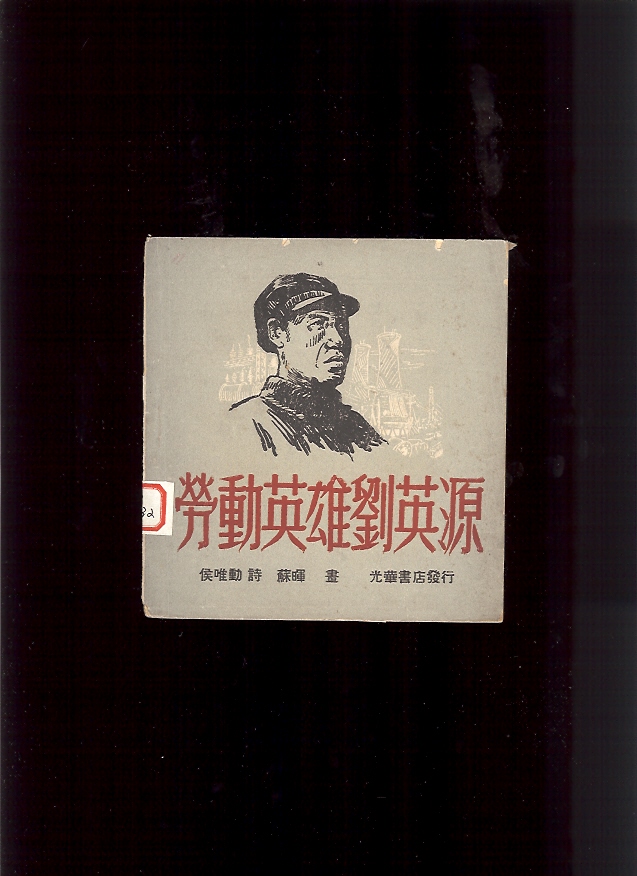 勞動英雄劉英源
侯唯動 詩 蘇暉 畫 光華書店發行
32